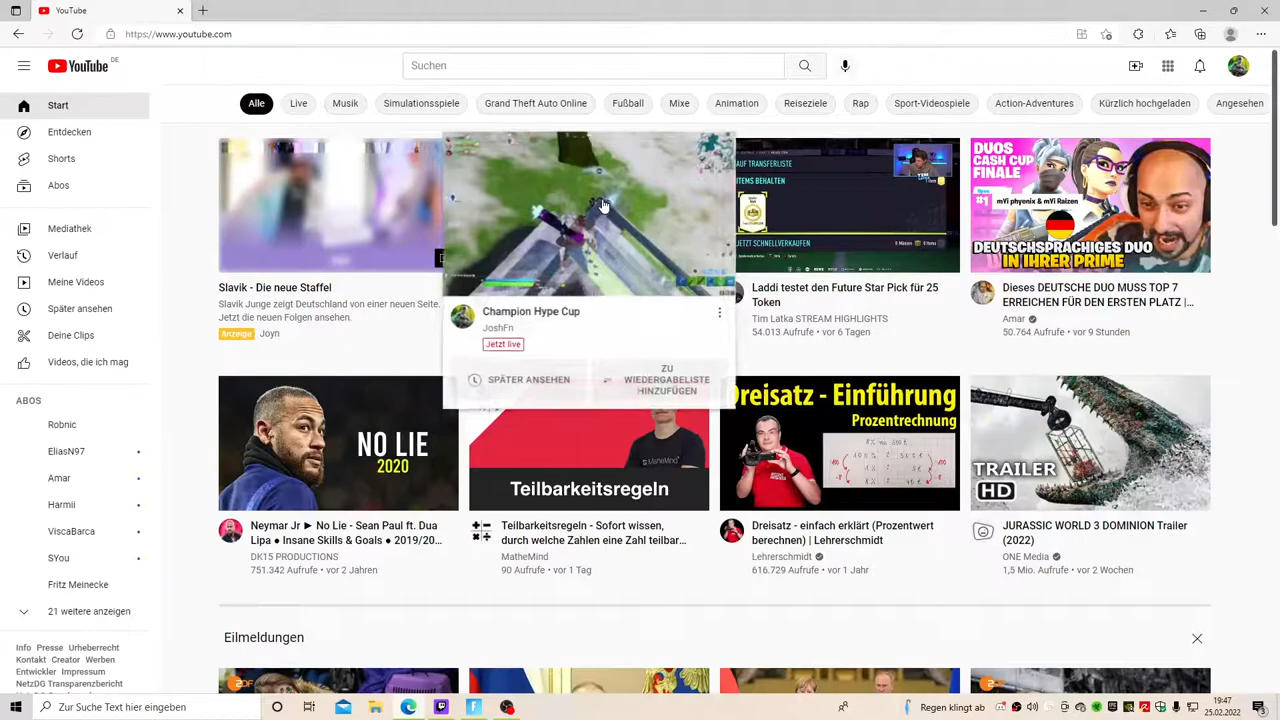 YouTube
https://www.youtube.com
YouTube DE
Suchen
Start
Entdecken
Shorts
Abos
Mediathek
Verlauf
Meine Videos
Später ansehen
Deine Clips
Videos, die ich mag
ABOS
Robnic
EliasN97
Amar
Harmii
ViscaBarca
SYou
Fritz Meinecke
21 weitere anzeigen
Info Presse Urheberrecht
Kontakt Creator Werben
Entwickler Impressum
NetzDG Transparenzbericht
Alle
Live
Musik
Simulationsspiele
Grand Theft Auto Online
Fußball
Mixe
Animation
Reiseziele
Rap
Sport-Videospiele
Action-Adventures
Kürzlich hochgeladen
Angesehen
Slavik - Die neue Staffel
Slavik Junge zeigt Deutschland von einer neuen Seite.
Jetzt die neuen Folgen ansehen.
Anzeige Joyn
Champion Hype Cup
JoshFn
Jetzt live
SPÄTER ANSEHEN
ZU
WIEDERGABELISTE
HINZUFÜGEN
AUF TRANSFERLISTE
ITEMS BEHALTEN
JETZT SCHNELLVERKAUFEN
Laddi testet den Future Star Pick für 25
Token
Tim Latka STREAM HIGHLIGHTS
54.013 Aufrufe • vor 6 Tagen
DUOS
CASH CUP
FINALE
#1 mYi phyenix & mYi Raizen
DEUTSCHSPRACHIGES DUO
IN IHRER PRIME
Dieses DEUTSCHE DUO MUSS TOP 7
ERREICHEN FÜR DEN ERSTEN PLATZ |...
Amar
50.764 Aufrufe • vor 9 Stunden
NO LIE
2020
Neymar Jr ► No Lie - Sean Paul ft. Dua
Lipa ● Insane Skills & Goals ● 2019/20...
DK15 PRODUCTIONS
751.342 Aufrufe • vor 2 Jahren
MatheMind
Teilbarkeitsregeln
Teilbarkeitsregeln - Sofort wissen,
durch welche Zahlen eine Zahl teilbar...
MatheMind
90 Aufrufe • vor 1 Tag
Dreisatz - Einführung
Prozentrechnung
Dreisatz - einfach erklärt (Prozentwert
berechnen) | Lehrerschmidt
Lehrerschmidt
616.729 Aufrufe • vor 1 Jahr
TRAILER
HD
JURASSIC WORLD 3 DOMINION Trailer
(2022)
ONE Media
1,5 Mio. Aufrufe • vor 2 Wochen
Eilmeldungen
ZDF
ZDF
Zur Suche Text hier eingeben
Regen klingt ab
19:47
25.02.2022